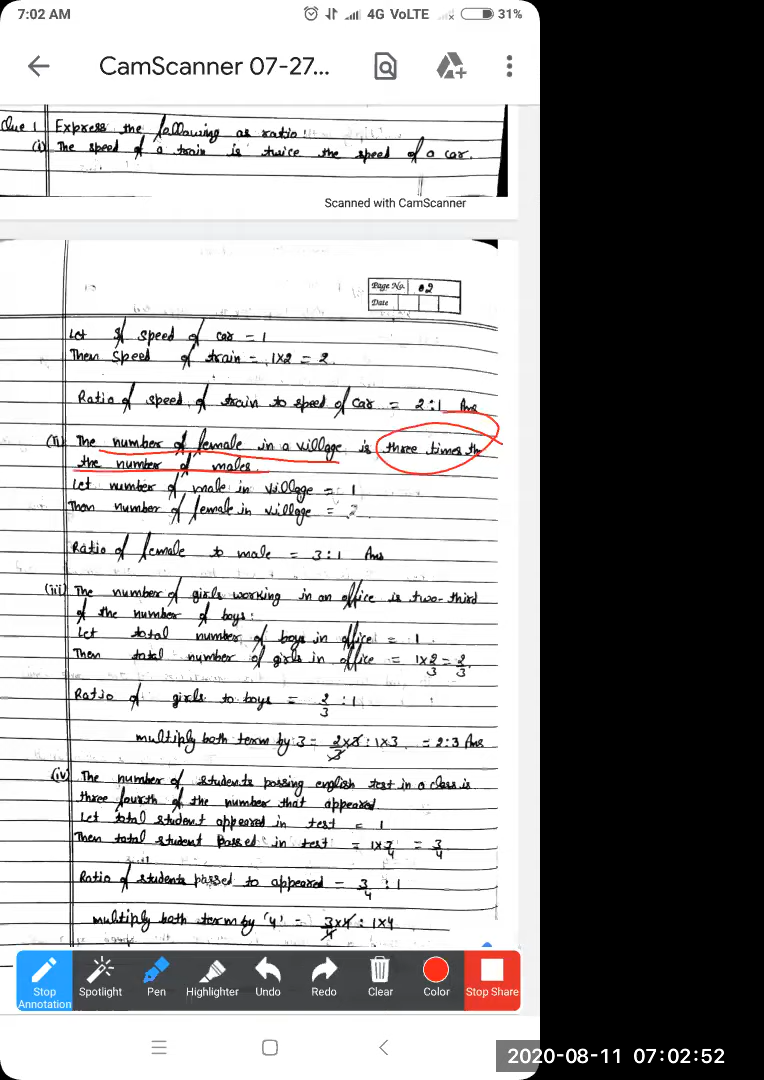 7:02 AM 4G VoLTE 31%
CamScanner 07-27...
Que 1 Express the following as ratio:
(i) The speed of a train is twice the speed of a car.
Scanned with CamScanner
Page No. 02
Date
Let speed of car = 1
Then Speed of train = 1x2 = 2
Ratio of speed of train to speed of car = 2:1 Ans
(ii) The number of female in a village is three times the
the number of males.
Let number of male in village = 1
Then number of female in village =
Ratio of female to male = 3:1 Ans
(iii) The number of girls working in an office is two-third
of the number of boys:
Let total number of boys in office = 1
Then total number of girls in office = 1x2/3 = 2/3
Ratio of girls to boys = 2/3 : 1
multiply both term by 3 = 2x3/3 : 1x3 = 2:3 Ans
(iv) The number of students passing english test in a class is
three fourth of the number that appeared.
Let total student appeared in test = 1
Then total student passed in test = 1x3/4 = 3/4
Ratio of students passed to appeared = 3/4 : 1
multiply both term by '4' = 3x4/4 : 1x4
Stop Annotation Spotlight Pen Highlighter Undo Redo Clear Color Stop Share
2020-08-11 07:02:52